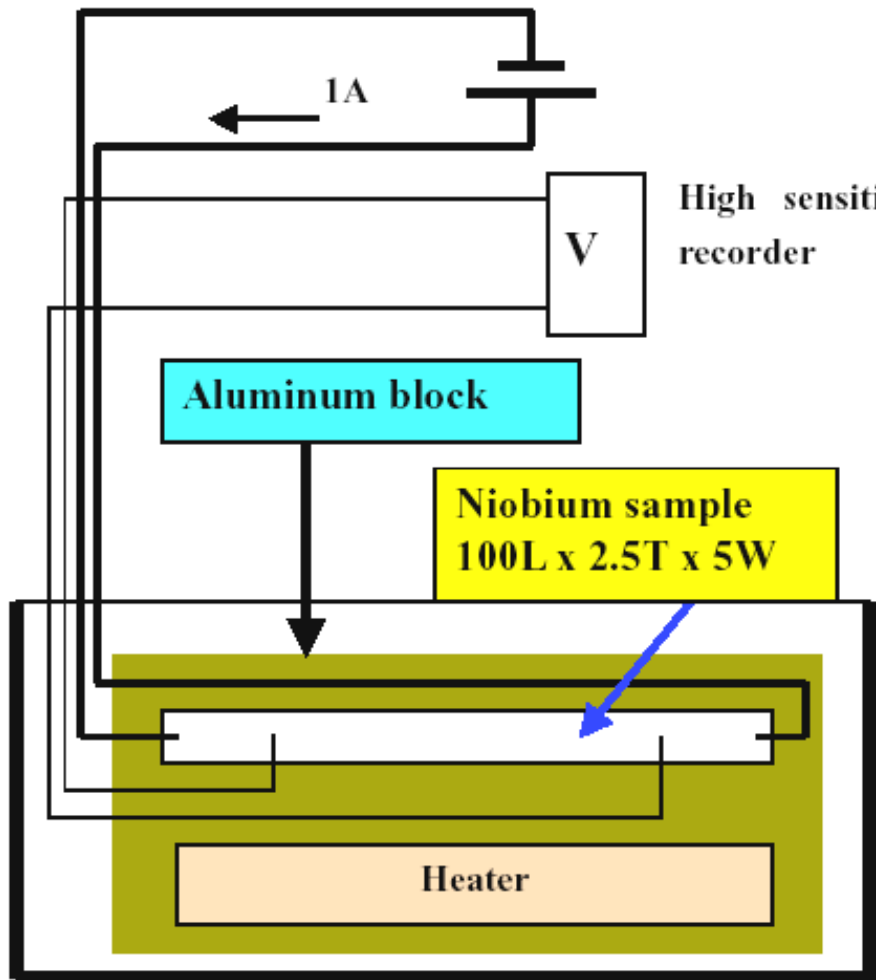 1A
High sensiti
recorder
V
Aluminum block
Niobium sample
100L x 2.5T x 5W
Heater